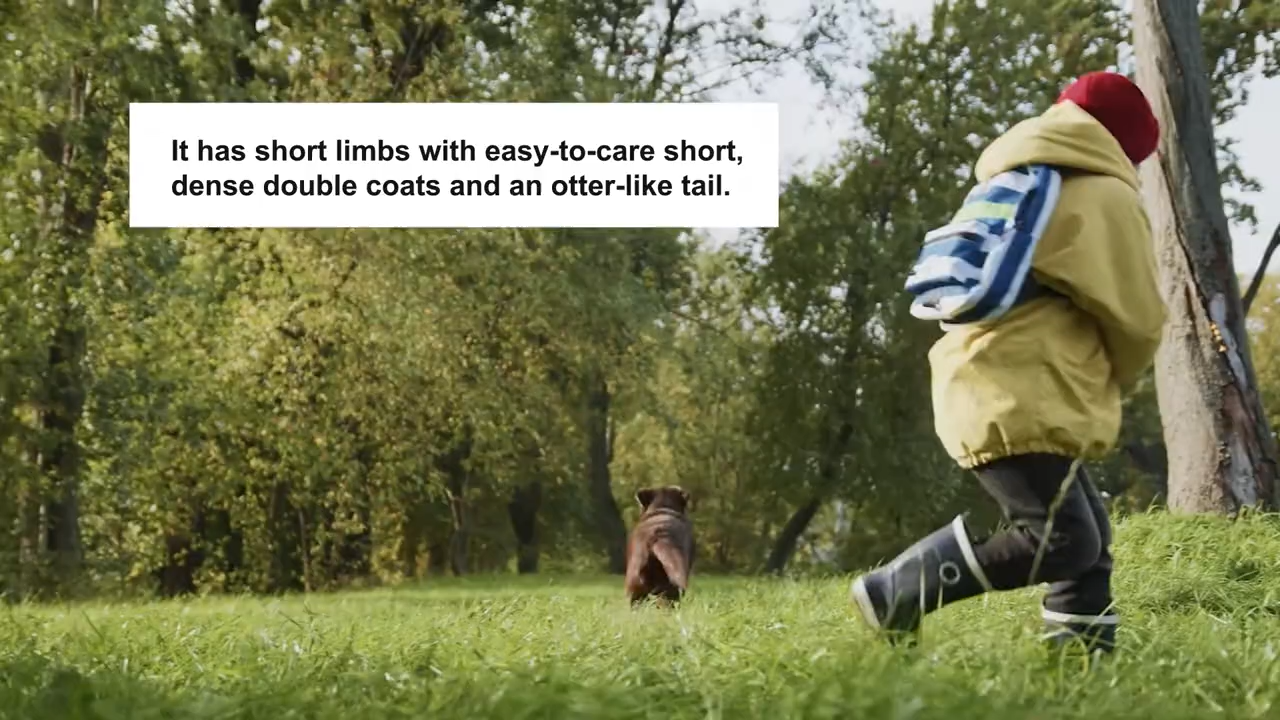 It has short limbs with easy-to-care short,
dense double coats and an otter-like tail.